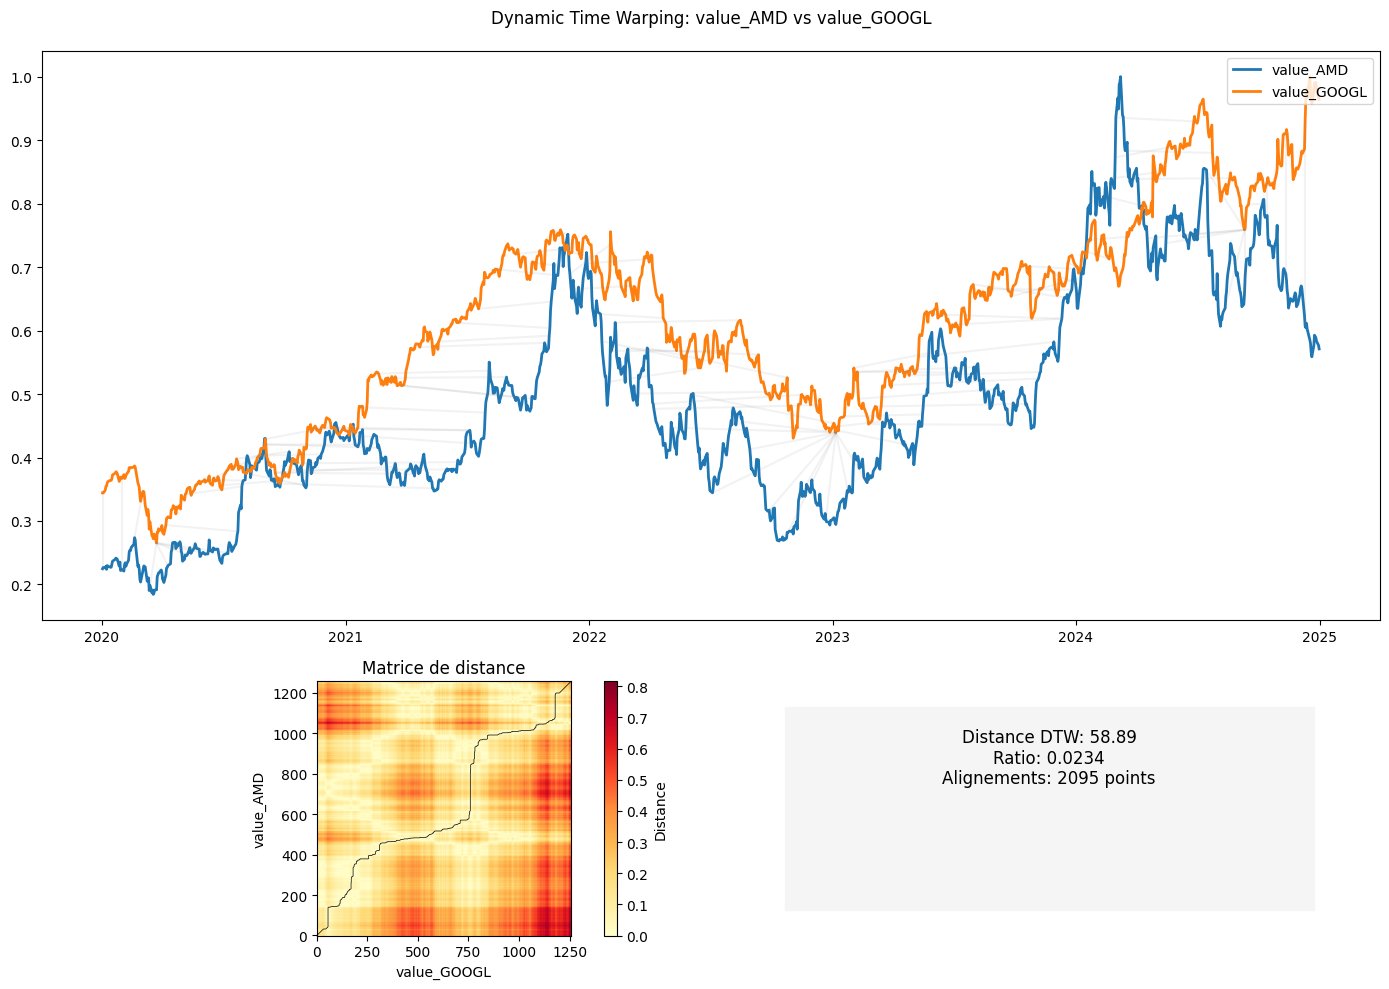 Dynamic Time Warping: value_AMD vs value_GOOGL
value_AMD
value_GOOGL
1.0
0.9
0.8
0.7
0.6
0.5
0.4
0.3
0.2
2020 2021 2022 2023 2024 2025
Matrice de distance
value_AMD
1200
1000
800
600
400
200
0
0 250 500 750 1000 1250
value_GOOGL
0.8
0.7
0.6
0.5
0.4
0.3
0.2
0.1
0.0
Distance
Distance DTW: 58.89
Ratio: 0.0234
Alignements: 2095 points